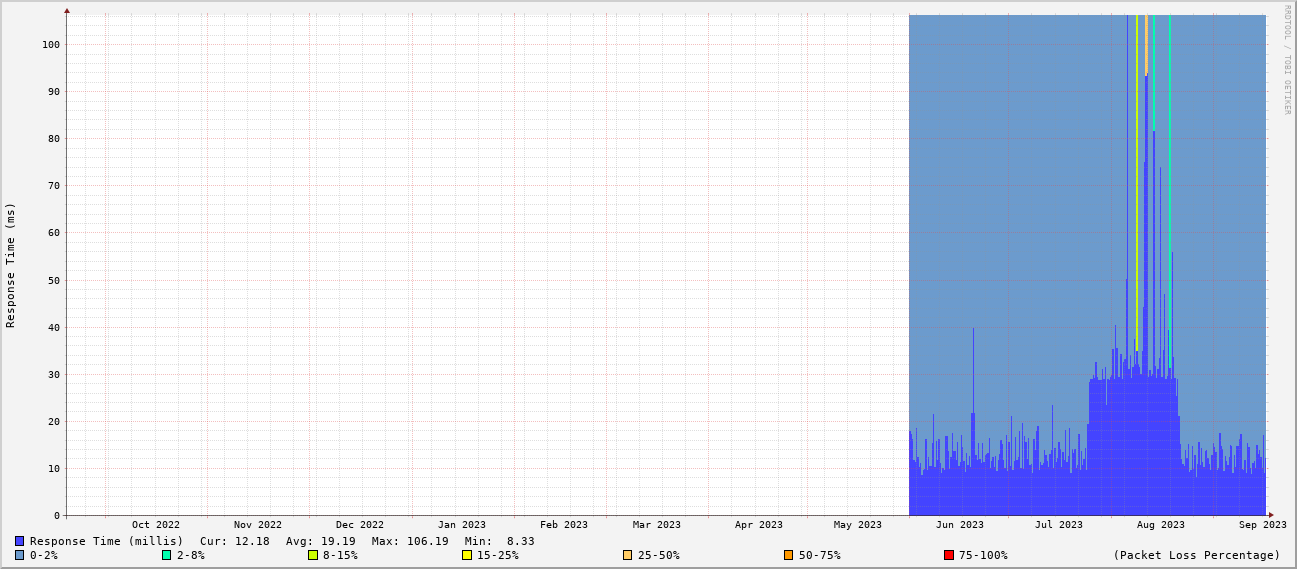 RRDTOOL / TOBI OETIKER
Response Time (ms)
100
90
80
70
60
50
40
30
20
10
0
Oct 2022 Nov 2022 Dec 2022 Jan 2023 Feb 2023 Mar 2023 Apr 2023 May 2023 Jun 2023 Jul 2023 Aug 2023 Sep 2023
Response Time (millis) Cur: 12.18 Avg: 19.19 Max: 106.19 Min: 8.33
0-2% 2-8% 8-15% 15-25% 25-50% 50-75% 75-100% (Packet Loss Percentage)